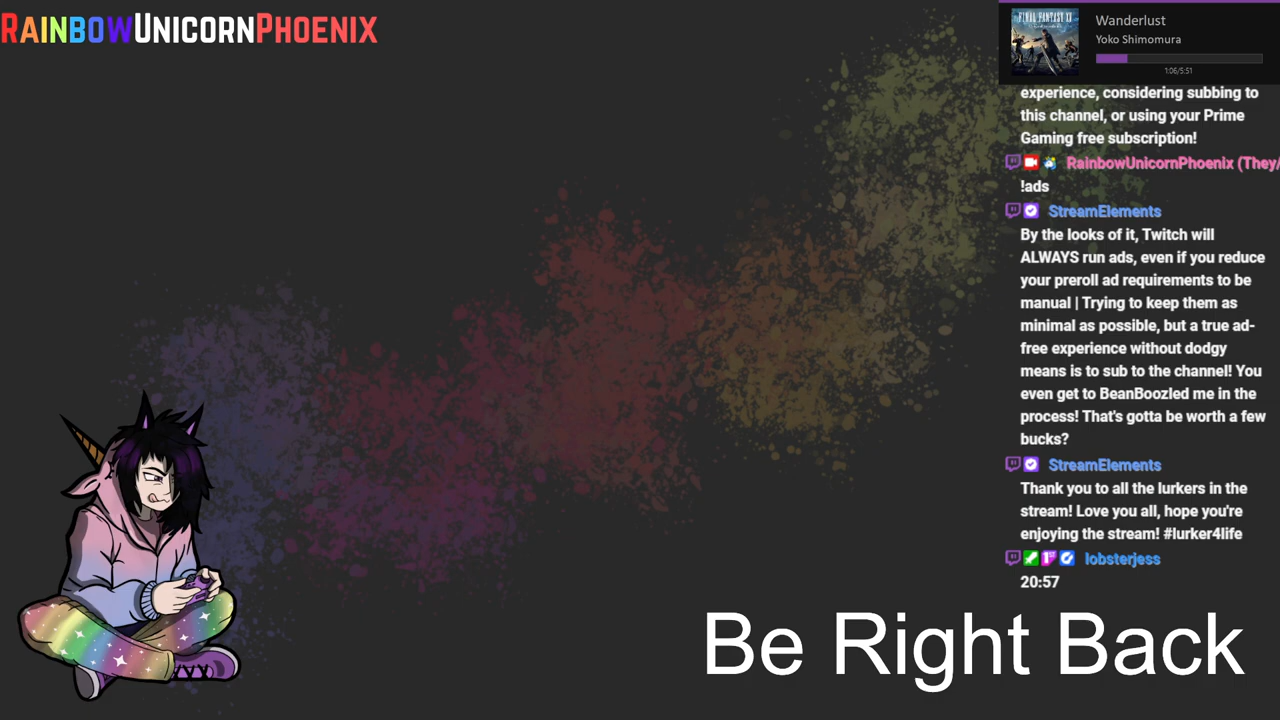 RAINBOWUNICORNPHOENIX
FINAL FANTASY XV
Wanderlust
Yoko Shimomura
1:06/5:51
experience, considering subbing to
this channel, or using your Prime
Gaming free subscription!
RainbowUnicornPhoenix (They/
!ads
StreamElements
By the looks of it, Twitch will
ALWAYS run ads, even if you reduce
your preroll ad requirements to be
manual | Trying to keep them as
minimal as possible, but a true ad-
free experience without dodgy
means is to sub to the channel! You
even get to BeanBoozled me in the
process! That's gotta be worth a few
bucks?
StreamElements
Thank you to all the lurkers in the
stream! Love you all, hope you're
enjoying the stream! #lurker4life
lobsterjess
20:57
Be Right Back